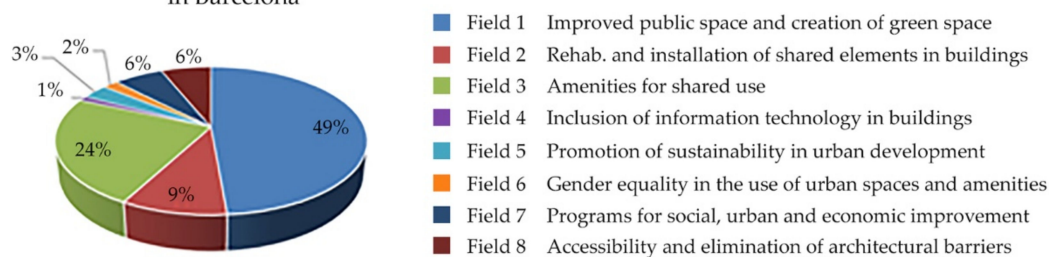 in Barcelona
3%
2%
6%
6%
1%
49%
24%
9%
Field 1 Improved public space and creation of green space
Field 2 Rehab. and installation of shared elements in buildings
Field 3 Amenities for shared use
Field 4 Inclusion of information technology in buildings
Field 5 Promotion of sustainability in urban development
Field 6 Gender equality in the use of urban spaces and amenities
Field 7 Programs for social, urban and economic improvement
Field 8 Accessibility and elimination of architectural barriers